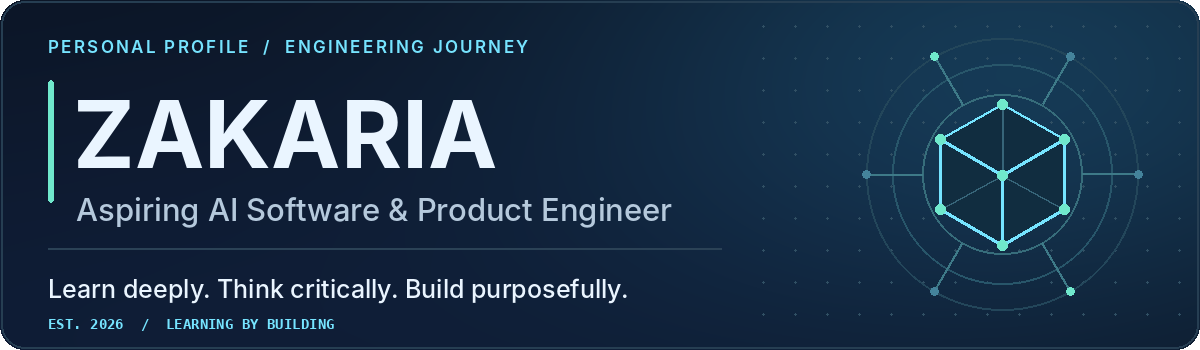 PERSONAL PROFILE / ENGINEERING JOURNEY
ZAKARIA
Aspiring AI Software & Product Engineer
Learn deeply. Think critically. Build purposefully.
EST. 2026 / LEARNING BY BUILDING